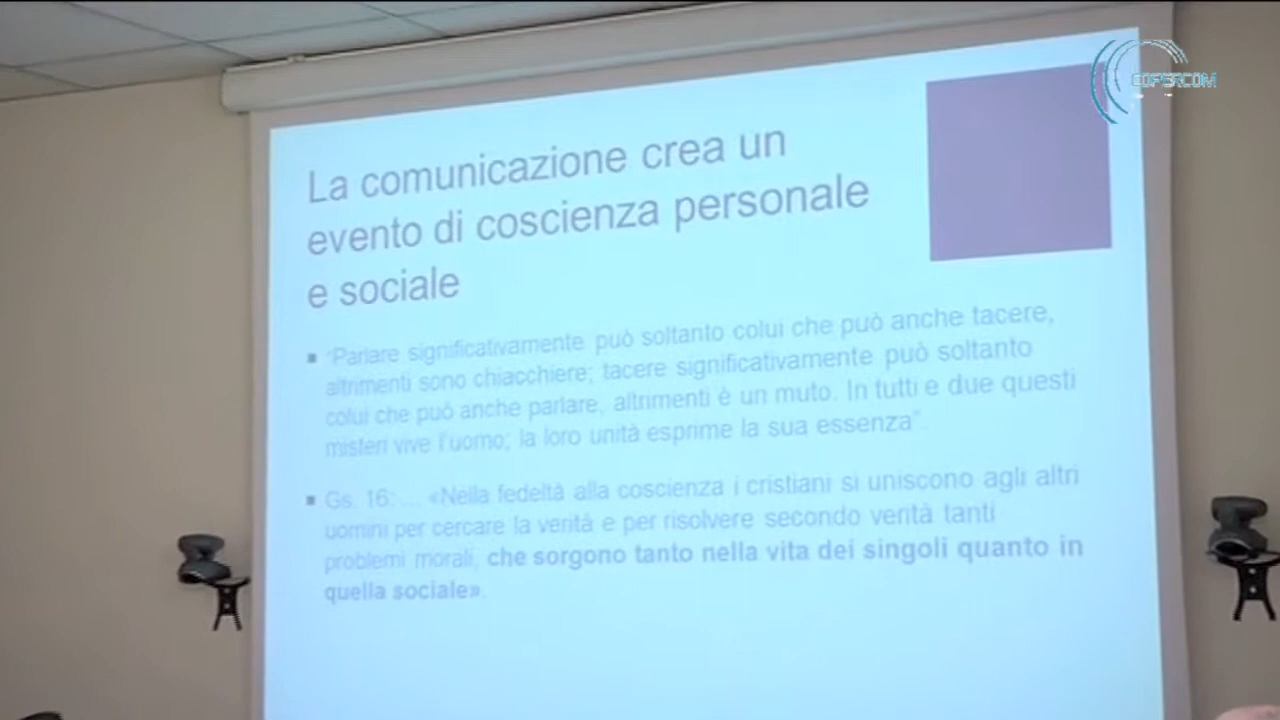 COPERCOM
La comunicazione crea un
evento di coscienza personale
e sociale
"Parlare significativamente può soltanto colui che può anche tacere,
altrimenti sono chiacchiere; tacere significativamente può soltanto
colui che può anche parlare, altrimenti è un muto. In tutti e due questi
misteri vive l'uomo; la loro unità esprime la sua essenza".
Gs. 16: ... «Nella fedeltà alla coscienza i cristiani si uniscono agli altri
uomini per cercare la verità e per risolvere secondo verità tanti
problemi morali, che sorgono tanto nella vita dei singoli quanto in
quella sociale».